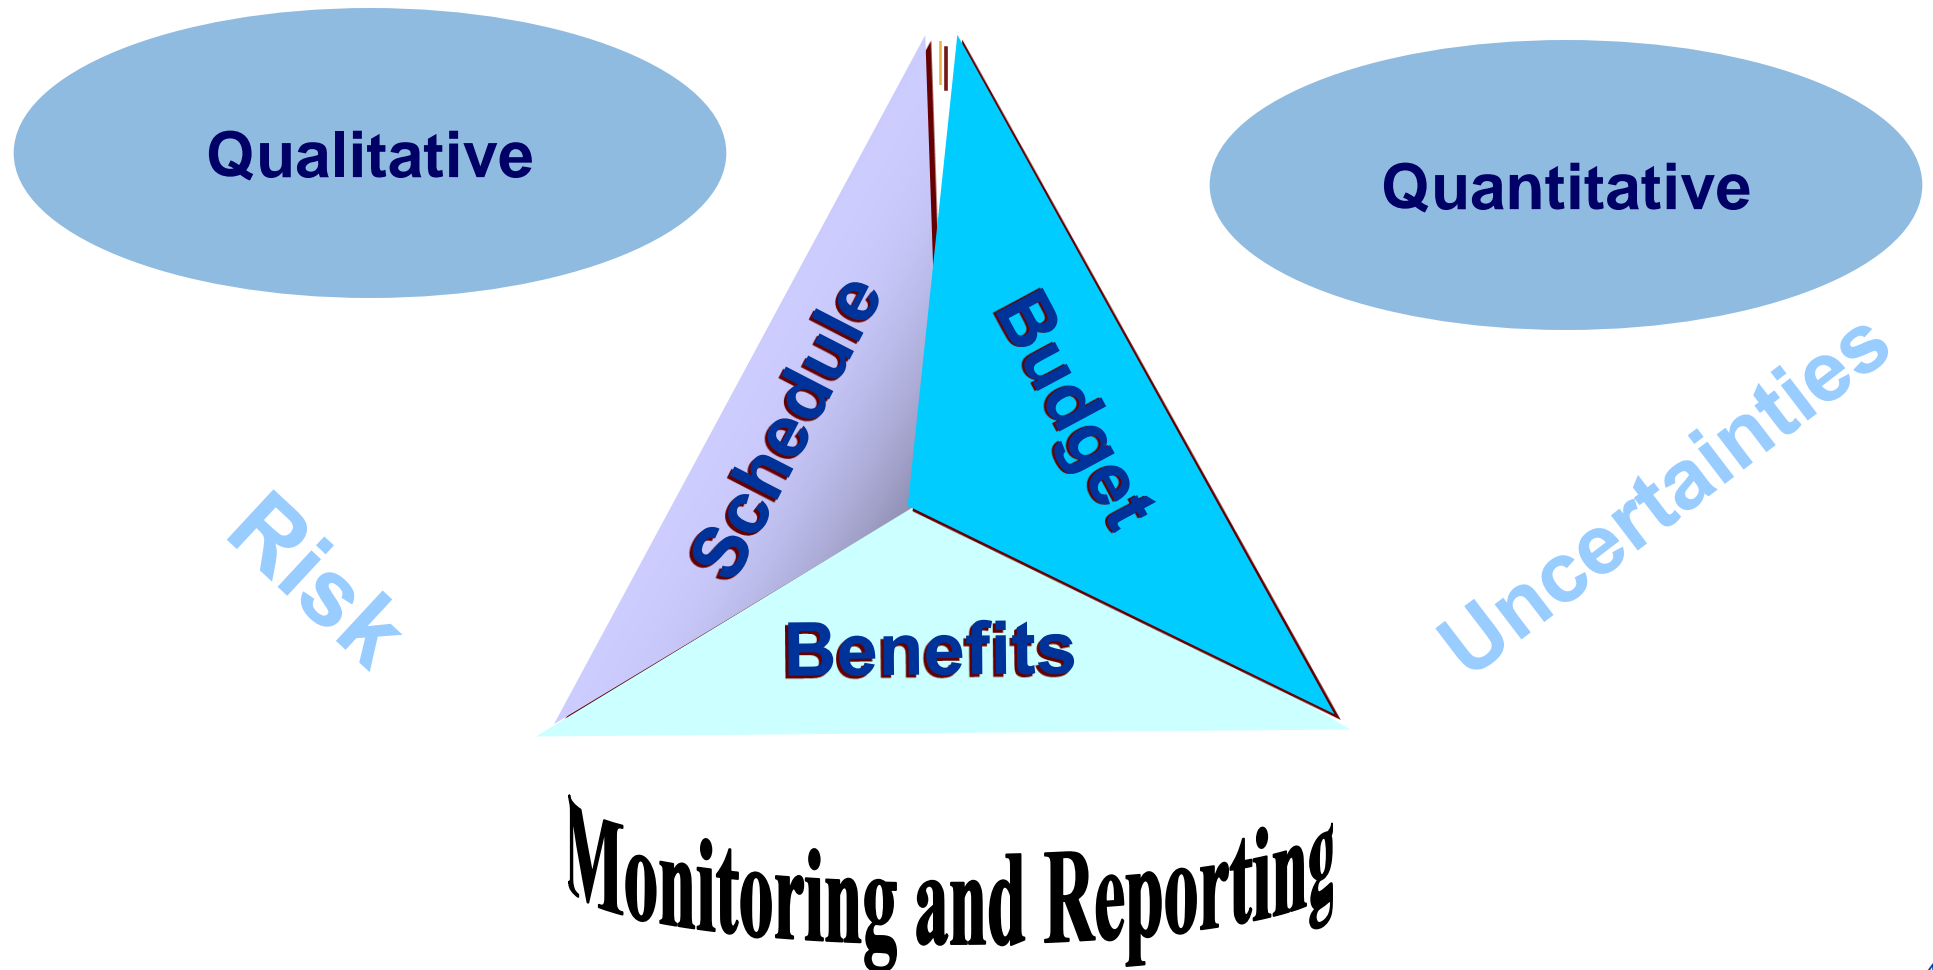 Qualitative
Quantitative
Schedule
Budget
Risk
Uncertainties
Benefits
Monitoring and Reporting